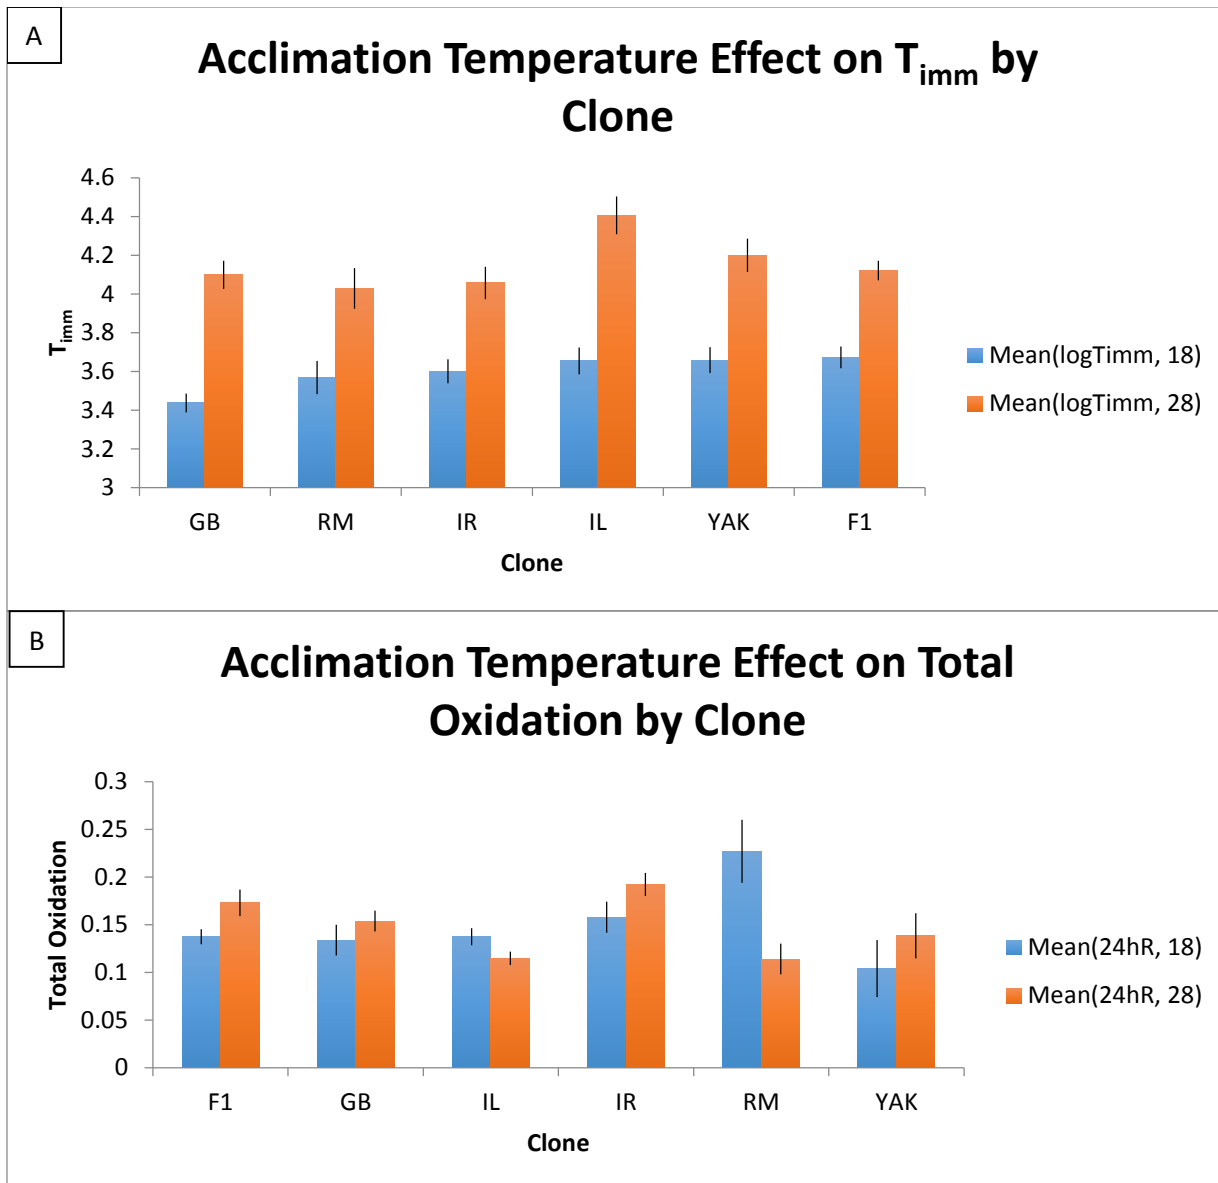 A
Acclimation Temperature Effect on Timm by
Clone
4.6
4.4
4.2
4
3.8
3.6
3.4
3.2
3
Timm
GB RM IR IL YAK F1
Clone
Mean(logTimm, 18)
Mean(logTimm, 28)
B
Acclimation Temperature Effect on Total
Oxidation by Clone
0.3
0.25
0.2
0.15
0.1
0.05
0
Total Oxidation
F1 GB IL IR RM YAK
Clone
Mean(24hR, 18)
Mean(24hR, 28)